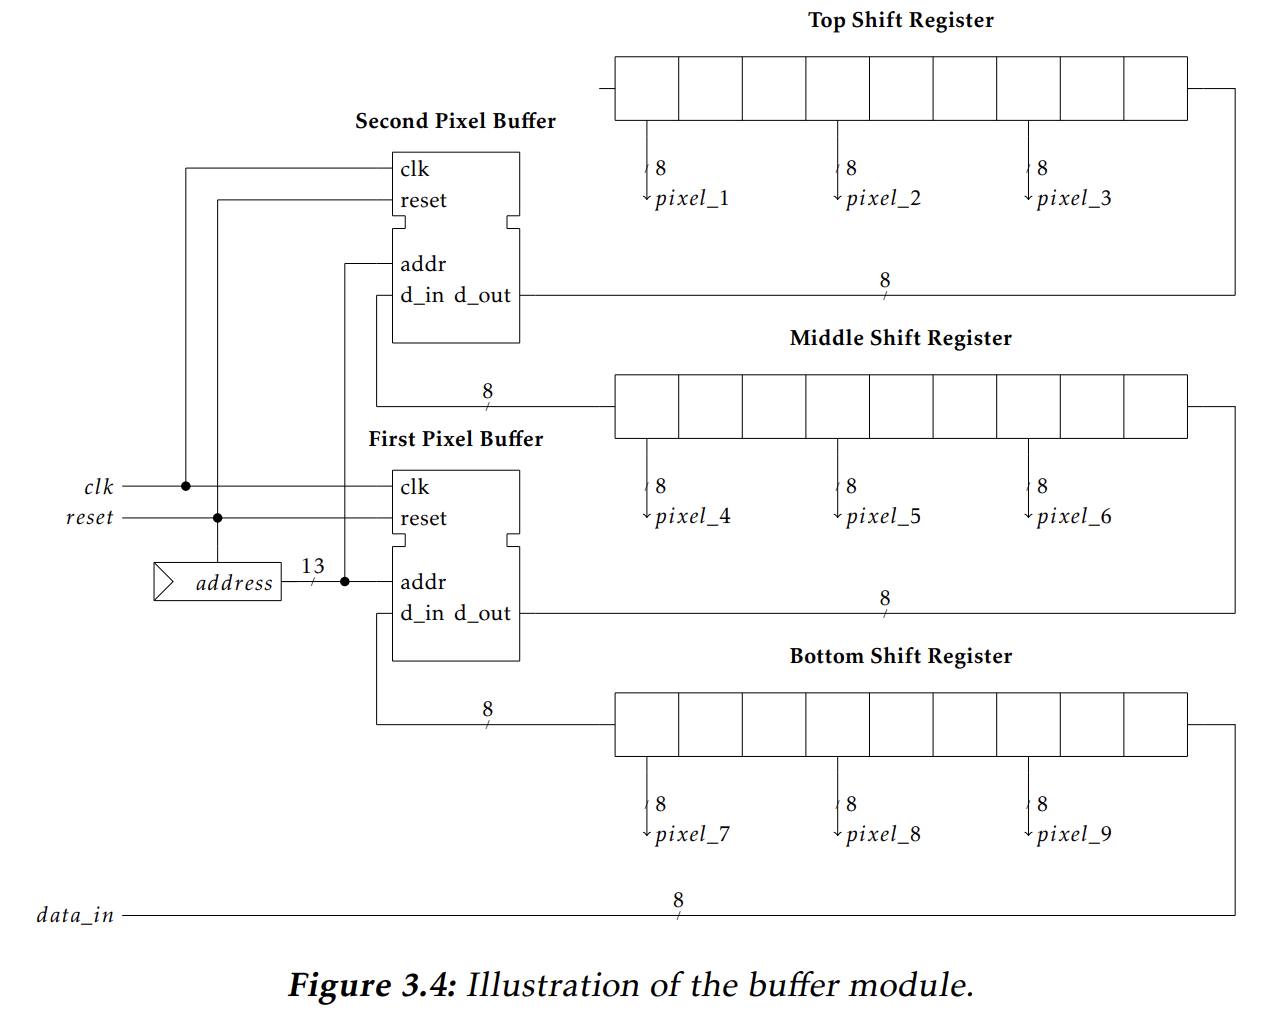 Top Shift Register
Second Pixel Buffer
clk
reset
addr
d_in d_out
8
pixel_1
8
pixel_2
8
pixel_3
8
Middle Shift Register
8
First Pixel Buffer
clk
reset
clk
reset
addr
d_in d_out
address
13
8
pixel_4
8
pixel_5
8
pixel_6
8
Bottom Shift Register
8
8
pixel_7
8
pixel_8
8
pixel_9
data_in
8
Figure 3.4: Illustration of the buffer module.